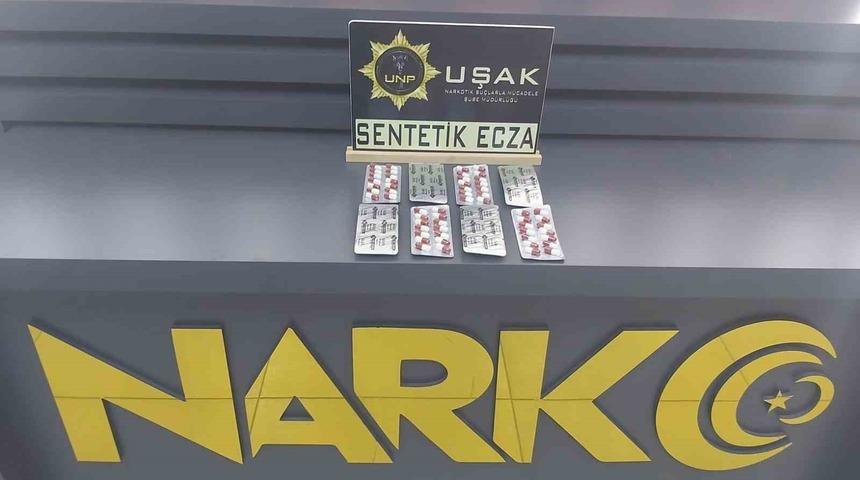 UNP
UŞAK
NARKOTİK SUÇLARLA MÜCADELE
ŞUBE MÜDÜRLÜĞÜ
SENTETİK ECZA
NARKO